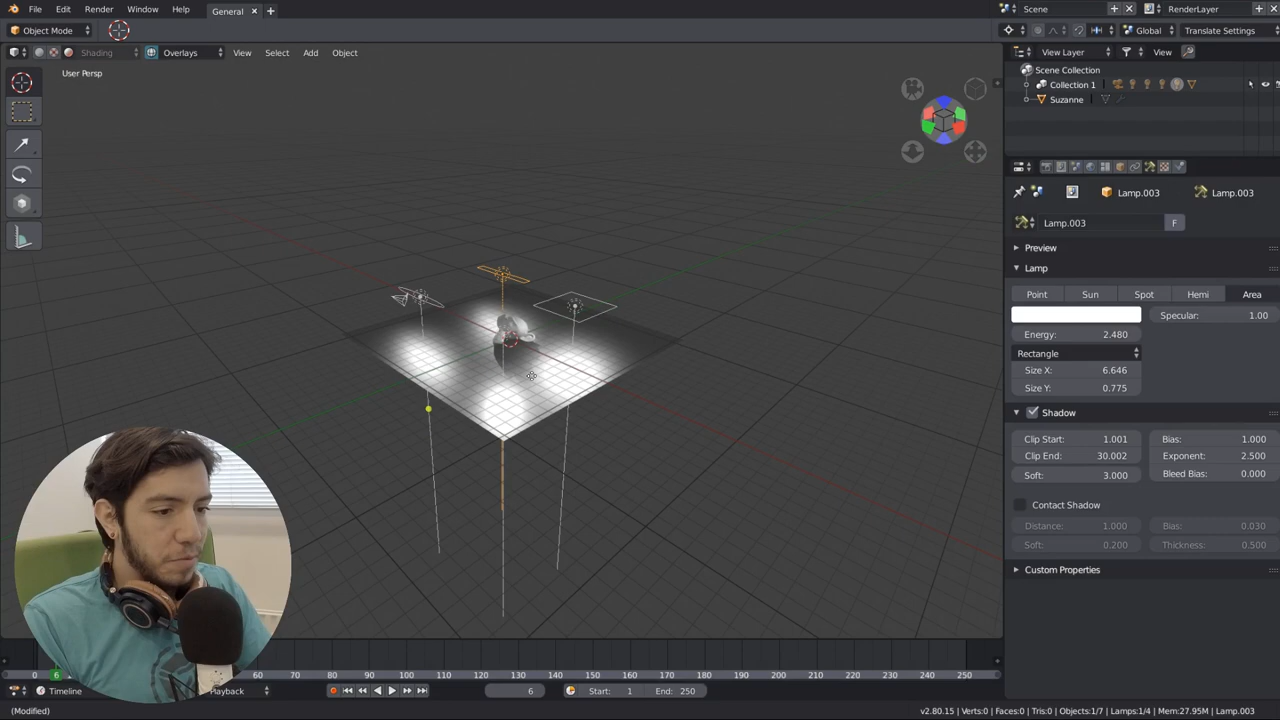 File Edit Render Window Help General
Scene RenderLayer
Object Mode
Global Translate Settings
Shading Overlays View Select Add Object
View Layer View
User Persp
Scene Collection
Collection 1
Suzanne
Lamp.003 Lamp.003
Lamp.003 F
Preview
Lamp
Point Sun Spot Hemi Area
Specular: 1.00
Energy: 2.480
Rectangle
Size X: 6.646
Size Y: 0.775
Shadow
Clip Start: 1.001 Bias: 1.000
Clip End: 30.002 Exponent: 2.500
Soft: 3.000 Bleed Bias: 0.000
Contact Shadow
Distance: 1.000 Bias: 0.030
Soft: 0.200 Thickness: 0.500
Custom Properties
0 6 20 30 40 50 60 70 80 90 100 110 120 130 140 150 160 170 180 190 200 210 220 230 240 250
Timeline Playback 6 Start: 1 End: 250
(Modified) v2.80.15 | Verts:0 | Faces:0 | Tris:0 | Objects:1/7 | Lamps:1/4 | Mem:27.95M | Lamp.003